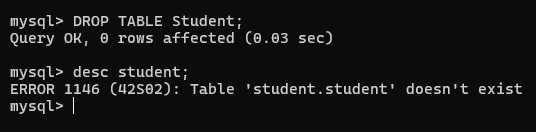 mysql> DROP TABLE Student;
Query OK, 0 rows affected (0.03 sec)
mysql> desc student;
ERROR 1146 (42S02): Table 'student.student' doesn't exist
mysql>